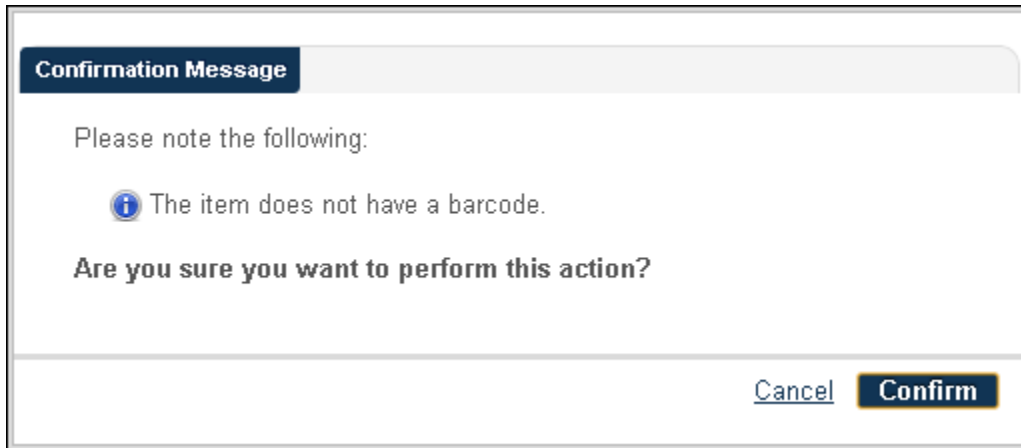 Confirmation Message
Please note the following:
The item does not have a barcode.
Are you sure you want to perform this action?
Cancel Confirm